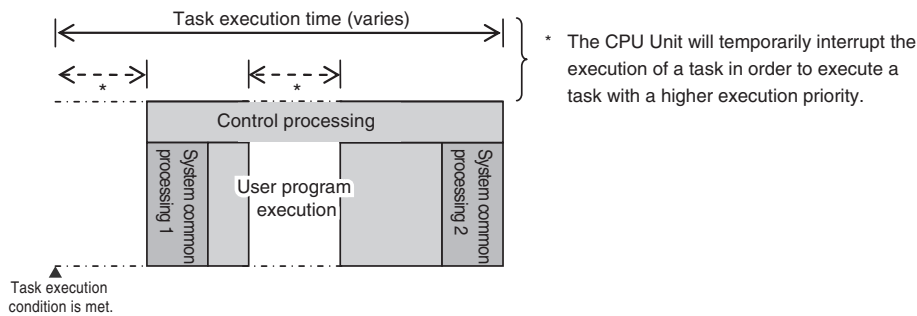 Task execution time (varies)
* The CPU Unit will temporarily interrupt the
execution of a task in order to execute a
task with a higher execution priority.
*
*
Control processing
System common
processing 1
User program
execution
System common
processing 2
Task execution
condition is met.